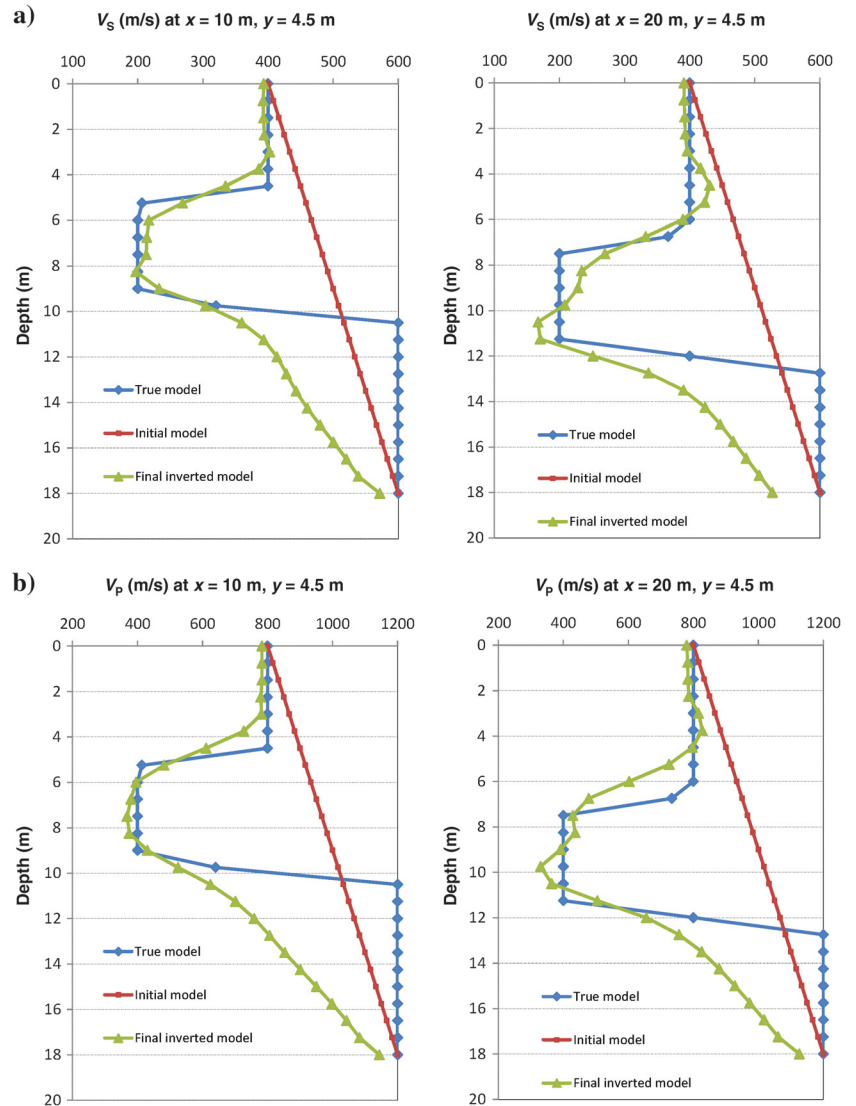 a)
V_S (m/s) at x = 10 m, y = 4.5 m
100 200 300 400 500 600
0
2
4
6
8
10
12
14
16
18
20
Depth (m)
True model
Initial model
Final inverted model
V_S (m/s) at x = 20 m, y = 4.5 m
100 200 300 400 500 600
0
2
4
6
8
10
12
14
16
18
20
Depth (m)
True model
Initial model
Final inverted model
b)
V_P (m/s) at x = 10 m, y = 4.5 m
200 400 600 800 1000 1200
0
2
4
6
8
10
12
14
16
18
20
Depth (m)
True model
Initial model
Final inverted model
V_P (m/s) at x = 20 m, y = 4.5 m
200 400 600 800 1000 1200
0
2
4
6
8
10
12
14
16
18
20
Depth (m)
True model
Initial model
Final inverted model